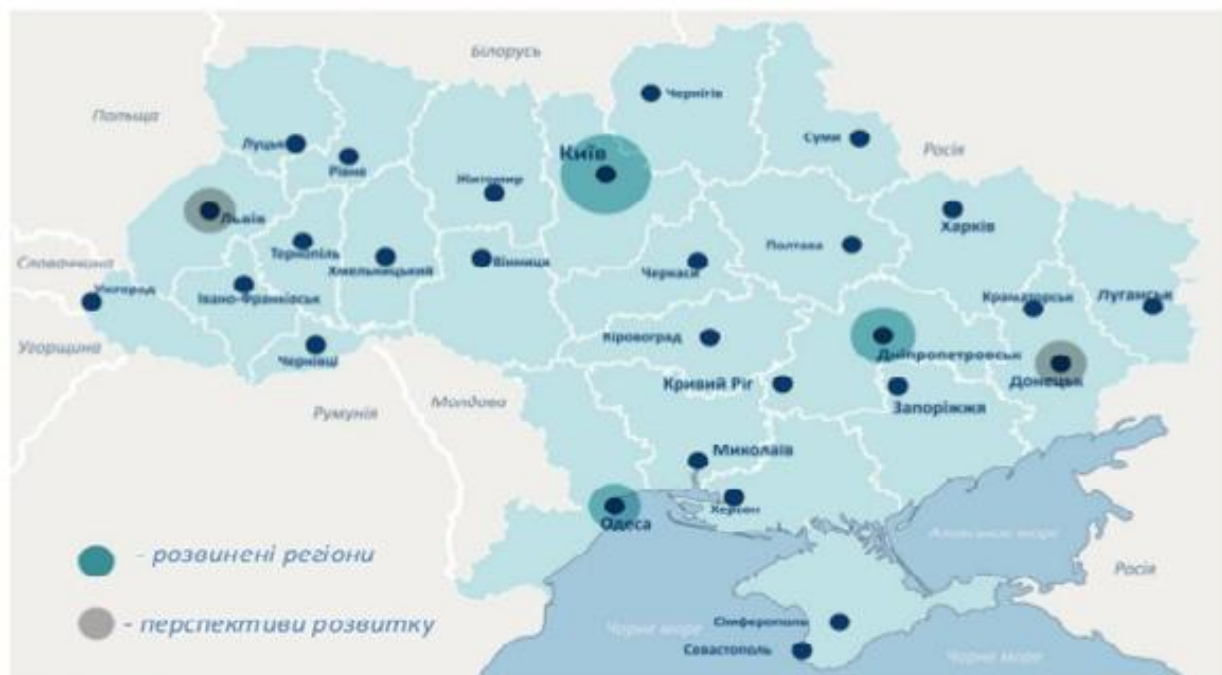 Білорусь
Чернігів
Польща
Суми
Луцьк
Росія
Київ
Рівне
Житомир
Львів
Харків
Полтава
Тернопіль
Словаччина
Хмельницький
Вінниця
Черкаси
Ужгород
Івано-Франківськ
Краматорськ
Луганськ
Угорщина
Чернівці
Кіровоград
Дніпропетровськ
Донецьк
Кривий Ріг
Молдова
Запоріжжя
Румунія
Миколаїв
Херсон
Одеса
Азовське море
- розвинені регіони
Росія
- перспективи розвитку
Сімферополь
Чорне море
Севастополь
Чорне море